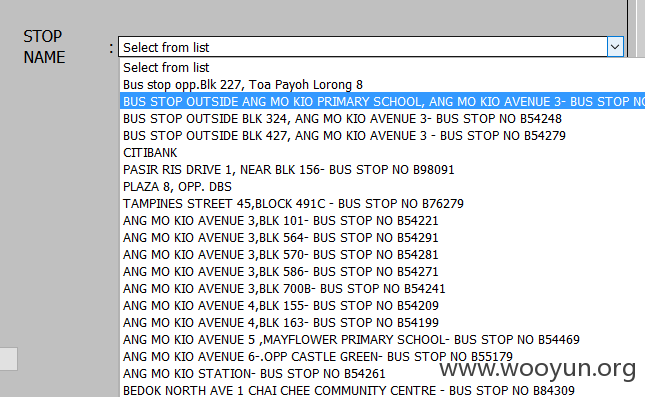 STOP
NAME
: Select from list
Select from list
Bus stop opp.Blk 227, Toa Payoh Lorong 8
BUS STOP OUTSIDE ANG MO KIO PRIMARY SCHOOL, ANG MO KIO AVENUE 3- BUS STOP NO
BUS STOP OUTSIDE BLK 324, ANG MO KIO AVENUE 3- BUS STOP NO B54248
BUS STOP OUTSIDE BLK 427, ANG MO KIO AVENUE 3 - BUS STOP NO B54279
CITIBANK
PASIR RIS DRIVE 1, NEAR BLK 156- BUS STOP NO B98091
PLAZA 8, OPP. DBS
TAMPINES STREET 45,BLOCK 491C - BUS STOP NO B76279
ANG MO KIO AVENUE 3,BLK 101- BUS STOP NO B54221
ANG MO KIO AVENUE 3,BLK 564- BUS STOP NO B54291
ANG MO KIO AVENUE 3,BLK 570- BUS STOP NO B54281
ANG MO KIO AVENUE 3,BLK 586- BUS STOP NO B54271
ANG MO KIO AVENUE 3,BLK 700B- BUS STOP NO B54241
ANG MO KIO AVENUE 4,BLK 155- BUS STOP NO B54209
ANG MO KIO AVENUE 4,BLK 163- BUS STOP NO B54199
ANG MO KIO AVENUE 5 ,MAYFLOWER PRIMARY SCHOOL- BUS STOP NO B54469
ANG MO KIO AVENUE 6-.OPP CASTLE GREEN- BUS STOP NO B55179
ANG MO KIO STATION- BUS STOP NO B54261
BEDOK NORTH AVE 1 CHAI CHEE COMMUNITY CENTRE - BUS STOP NO B84309
www.wooyun.org